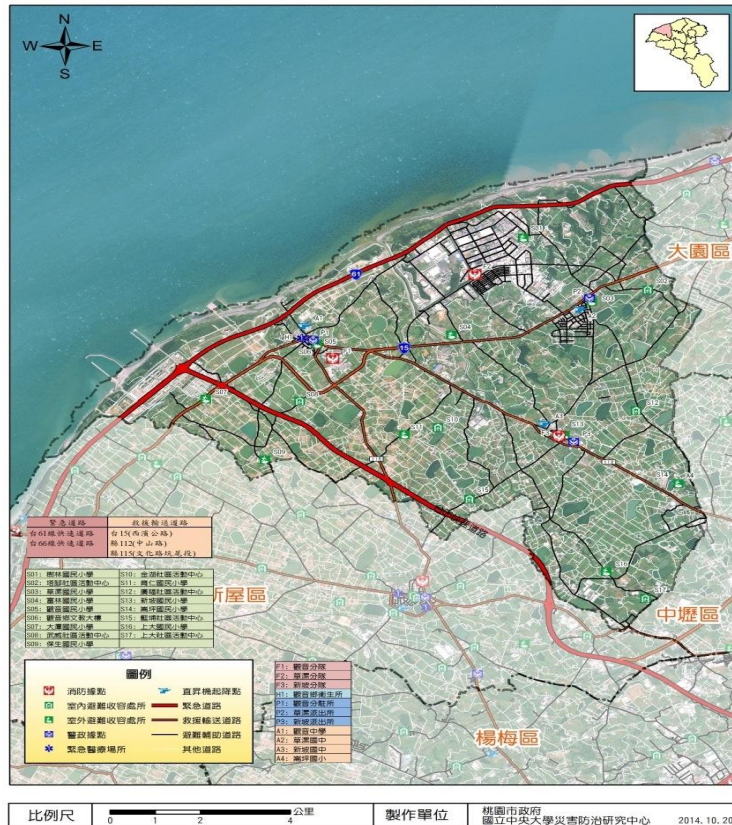 N
W
E
S
大園區
中壢區
楊梅區
新屋區
61
15
緊急道路
救援輸送道路
台61線快速道路
台15(西濱公路)
台66線快速道路
縣112(中山路)
縣115(文化路坑尾段)
S01: 樹林國民小學
S10: 金湖社區活動中心
S02: 塔腳社區活動中心
S11: 育仁國民小學
S03: 草漯國民小學
S12: 廣福社區活動中心
S04: 富林國民小學
S13: 新坡國民小學
S05: 觀音國民小學
S14: 崙坪國民小學
S06: 觀音鄉文教大樓
S15: 藍埔社區活動中心
S07: 大潭國民小學
S16: 上大國民小學
S08: 武威社區活動中心
S17: 上大社區活動中心
S09: 保生國民小學
圖例
消防據點
直昇機起降點
室內避難收容處所
緊急道路
室外避難收容處所
救援輸送道路
警政據點
避難輔助道路
緊急醫療場所
其他道路
F1: 觀音分隊
F2: 草漯分隊
F3: 新坡分隊
H1: 觀音鄉衛生所
P1: 觀音分駐所
P2: 草漯派出所
P3: 新坡派出所
A1: 觀音中學
A2: 草漯國中
A3: 新坡國中
A4: 崙坪國小
比例尺
0 1 2 4 公里
製作單位
桃園市政府
國立中央大學災害防治研究中心
2014.10.20